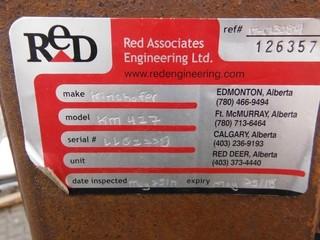 ReD
Red Associates
Engineering Ltd.
www.redengineering.com
ref#
126357
make Kinshofer
model KM 427
serial #
unit
date inspected
expiry
EDMONTON, Alberta
(780) 466-9494
Ft. McMURRAY, Alberta
(780) 713-6464
CALGARY, Alberta
(403) 236-9193
RED DEER, Alberta
(403) 373-4440